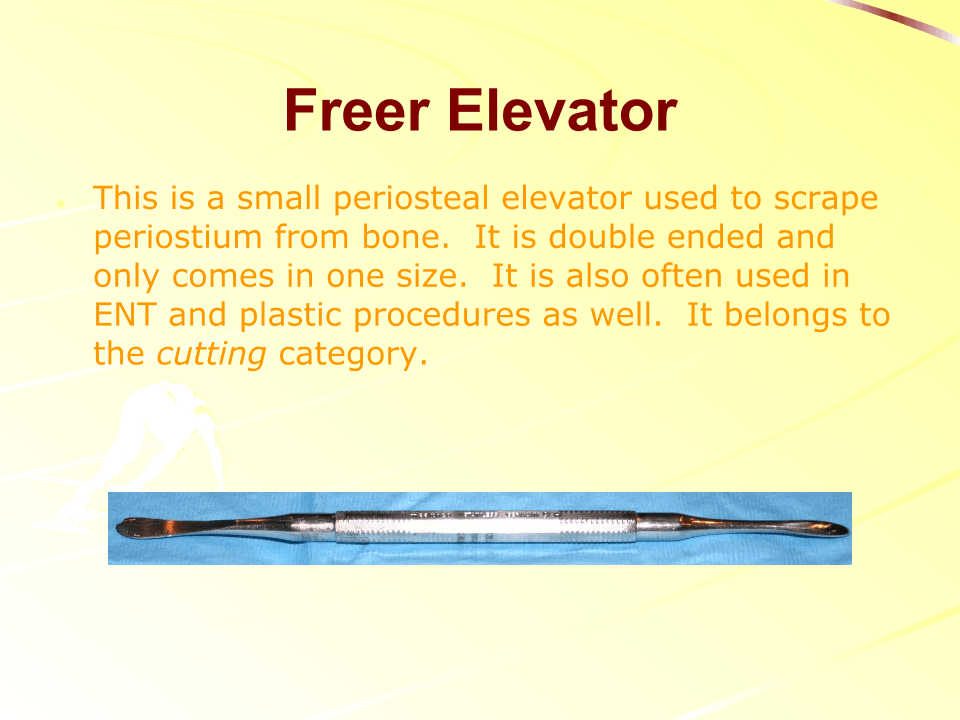 Freer Elevator
This is a small periosteal elevator used to scrape
periostium from bone.  It is double ended and
only comes in one size.  It is also often used in
ENT and plastic procedures as well.  It belongs to
the cutting category.